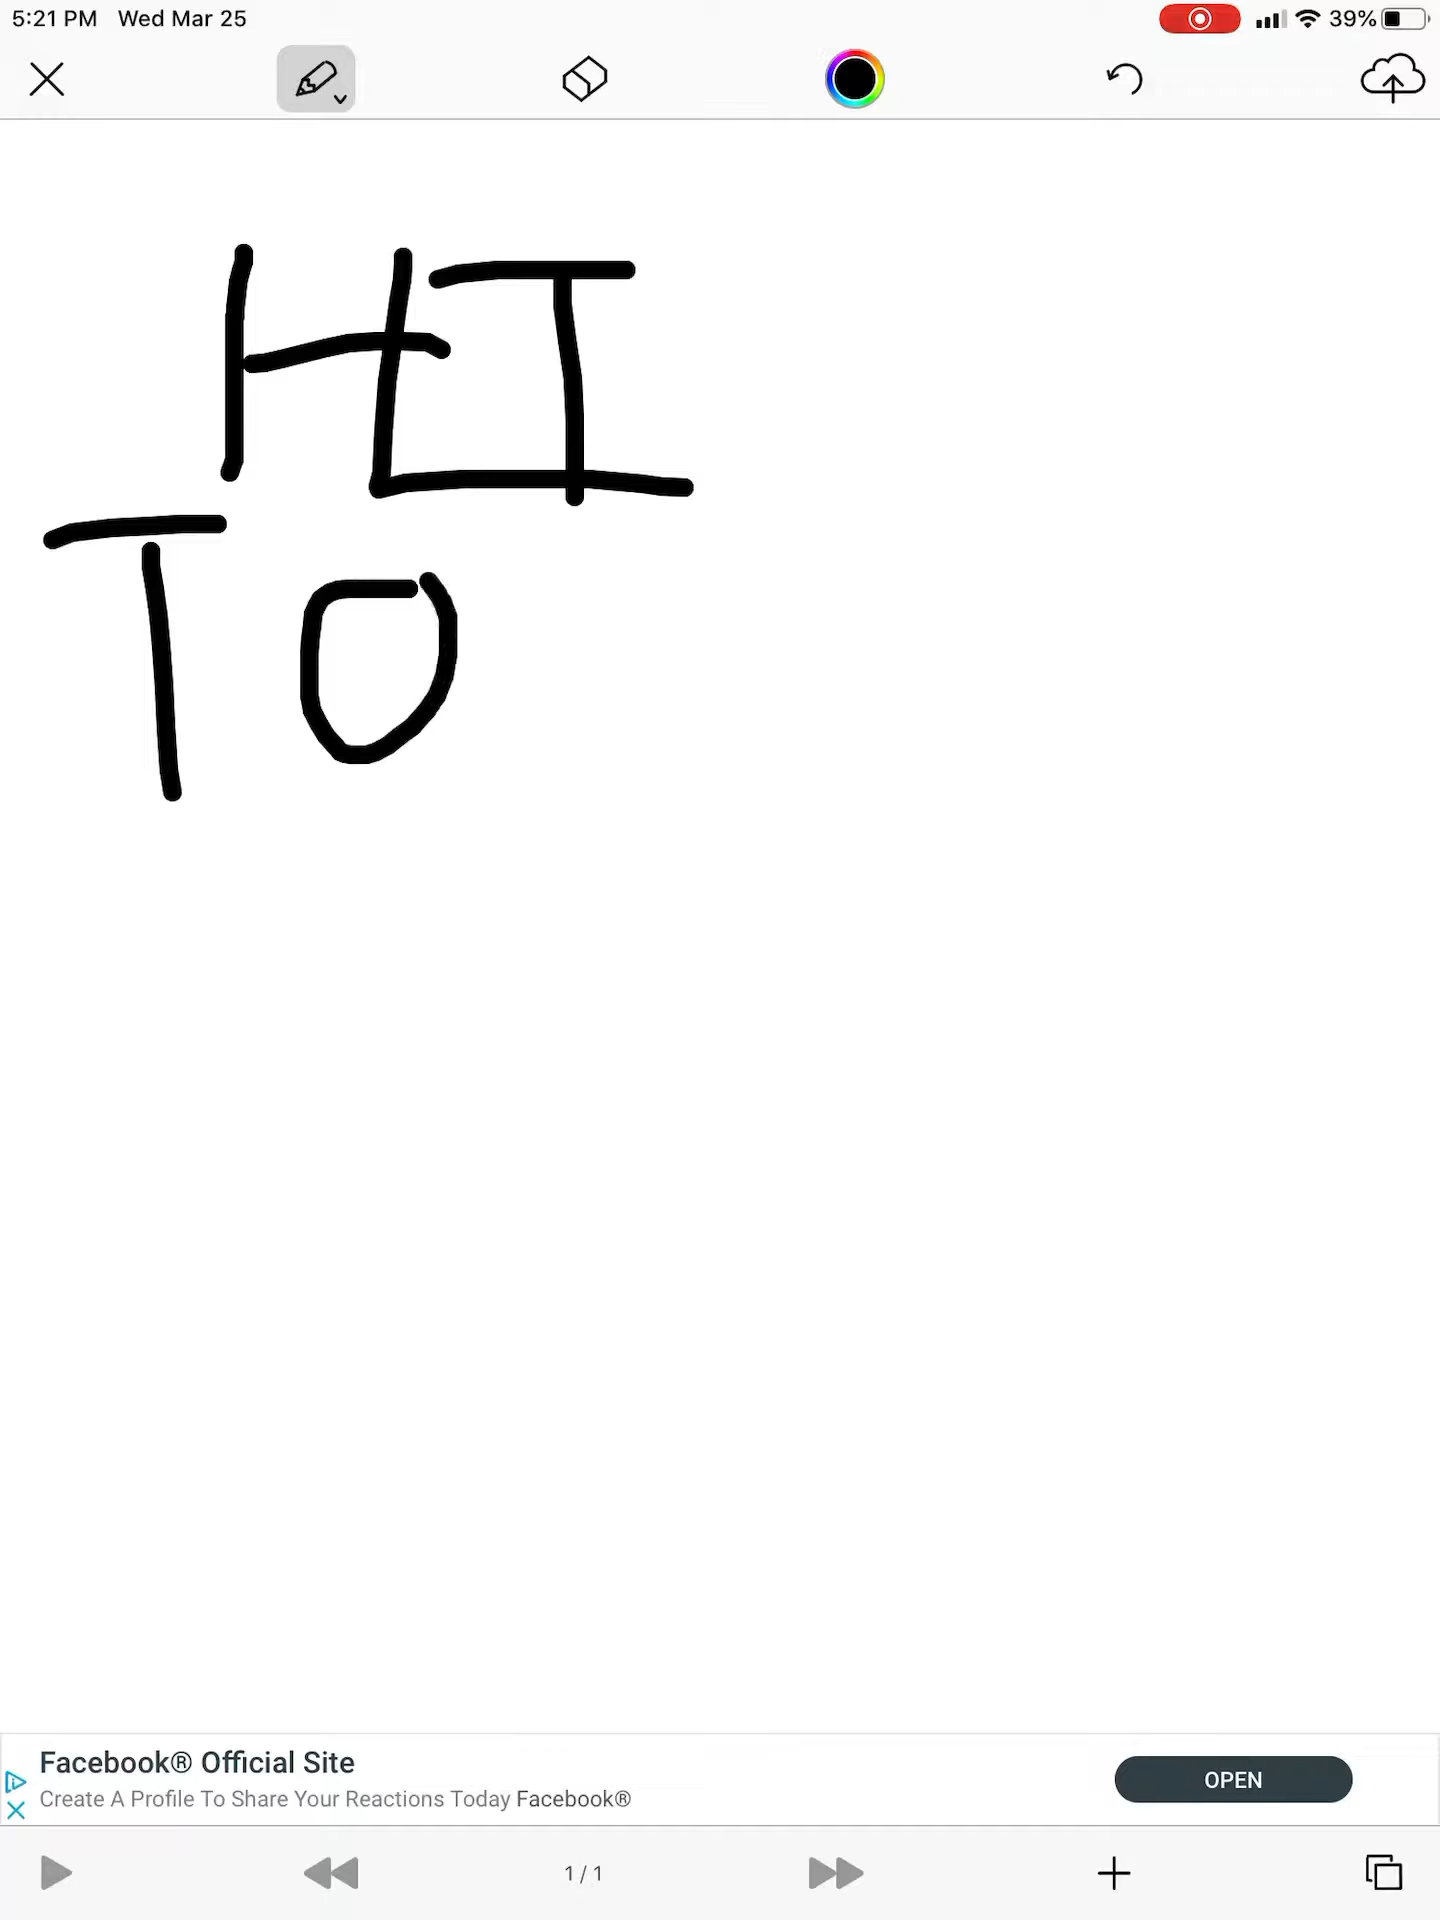 5:21 PM Wed Mar 25 39%
HI
TO
Facebook® Official Site
Create A Profile To Share Your Reactions Today Facebook®
OPEN
1 / 1